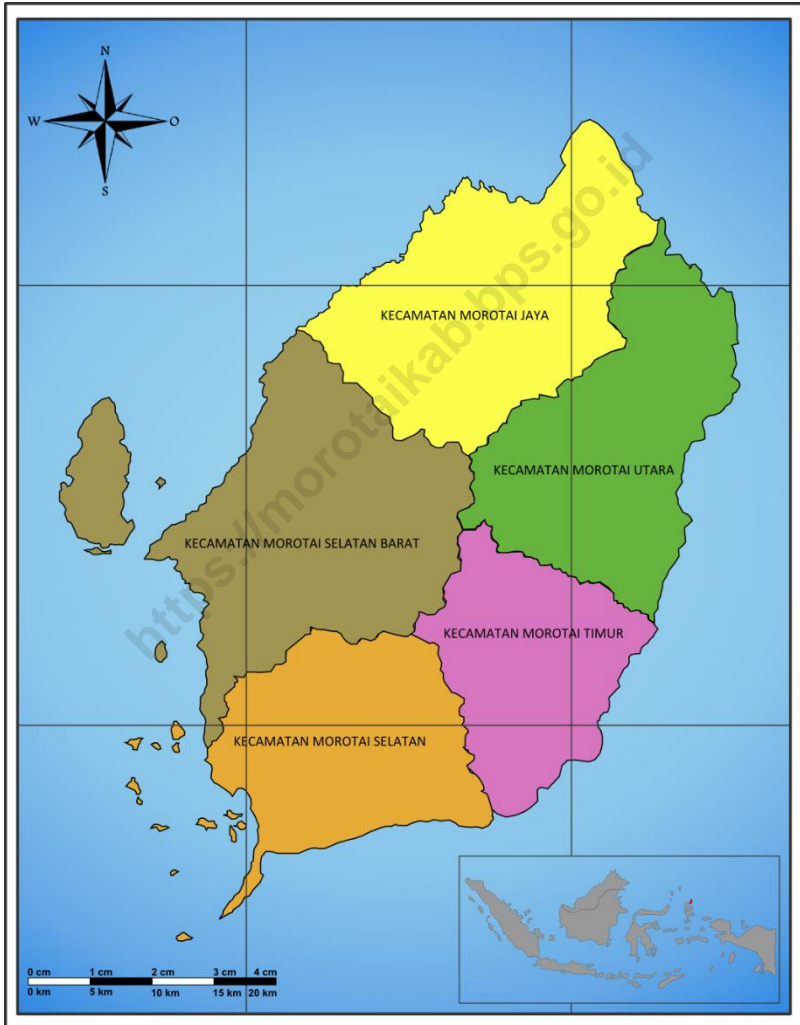 N
W
O
S
KECAMATAN MOROTAI JAYA
KECAMATAN MOROTAI UTARA
KECAMATAN MOROTAI SELATAN BARAT
KECAMATAN MOROTAI TIMUR
KECAMATAN MOROTAI SELATAN
https://morotaikab.bps.go.id
0 cm 1 cm 2 cm 3 cm 4 cm
0 km 5 km 10 km 15 km 20 km